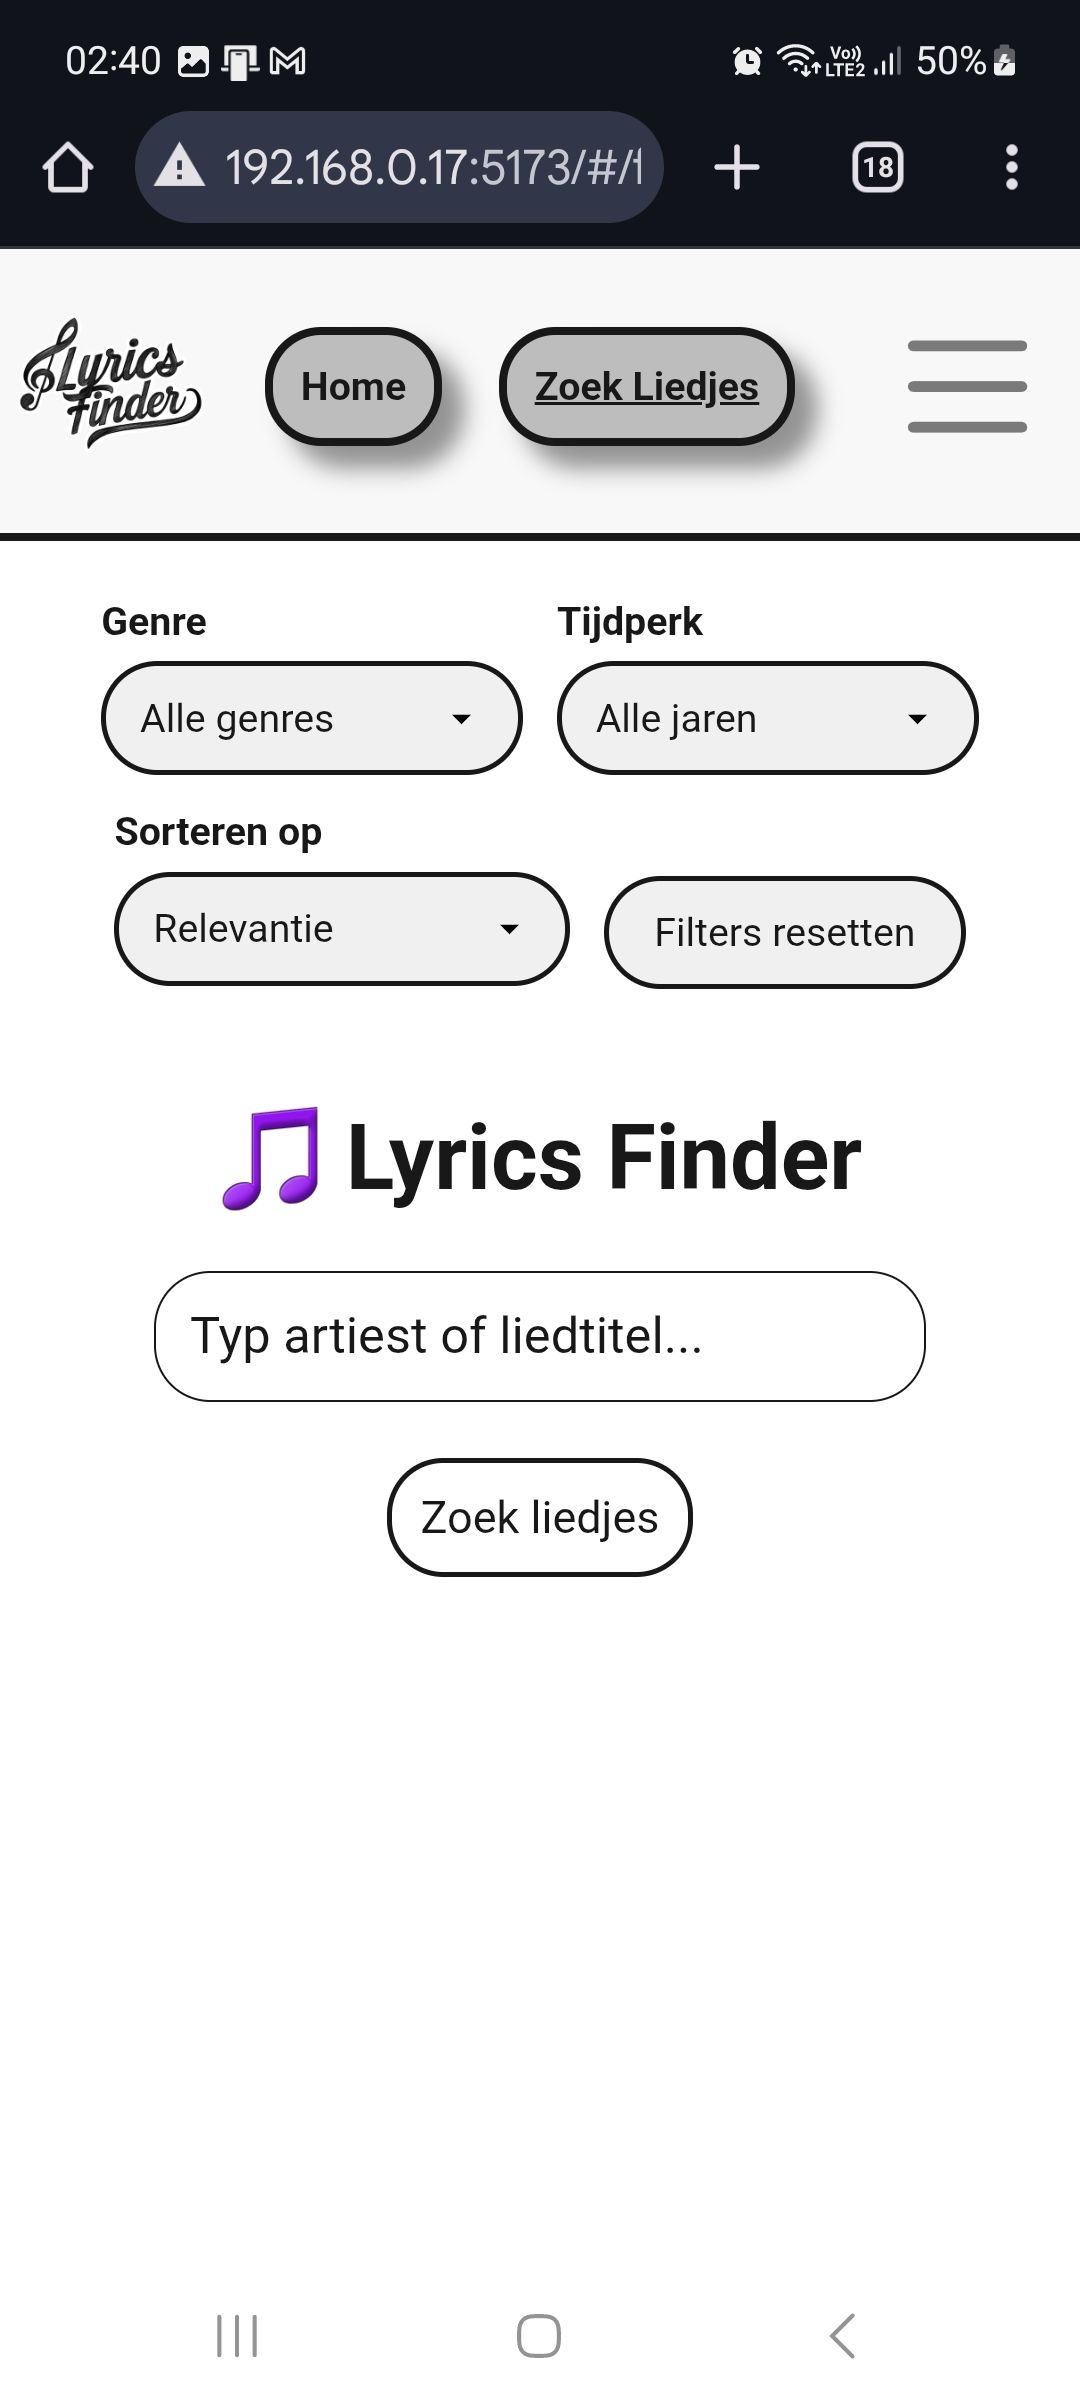 02:40 Vo)) LTE2 50%
192.168.0.17:5173/#/f 18
Lyrics Finder Home Zoek Liedjes
Genre Tijdperk
Alle genres Alle jaren
Sorteren op
Relevantie Filters resetten
Lyrics Finder
Typ artiest of liedtitel...
Zoek liedjes